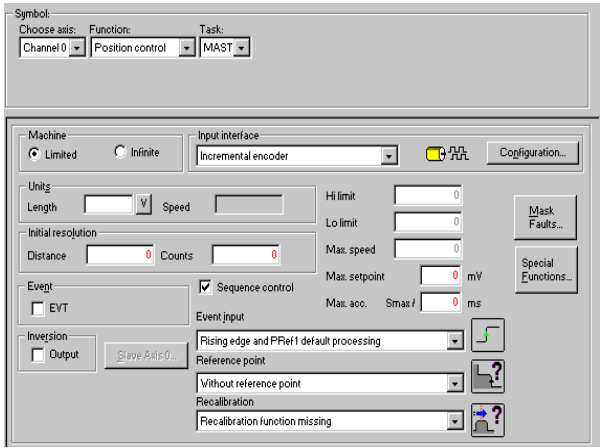 Symbol:
Choose axis: Function: Task:
Channel 0 Position control MAST
Machine
Limited Infinite
Input interface
Incremental encoder
Configuration...
Units
Length V Speed
Initial resolution
Distance 0 Counts 0
Hi limit 0
Lo limit 0
Max. speed 0
Max. setpoint 0 mV
Max. acc. Smax / 0 ms
Mask
Faults...
Special
Functions...
Event
EVT
Sequence control
Inversion
Output
Slave Axis 0...
Event input
Rising edge and PRef1 default processing
Reference point
Without reference point
Recalibration
Recalibration function missing